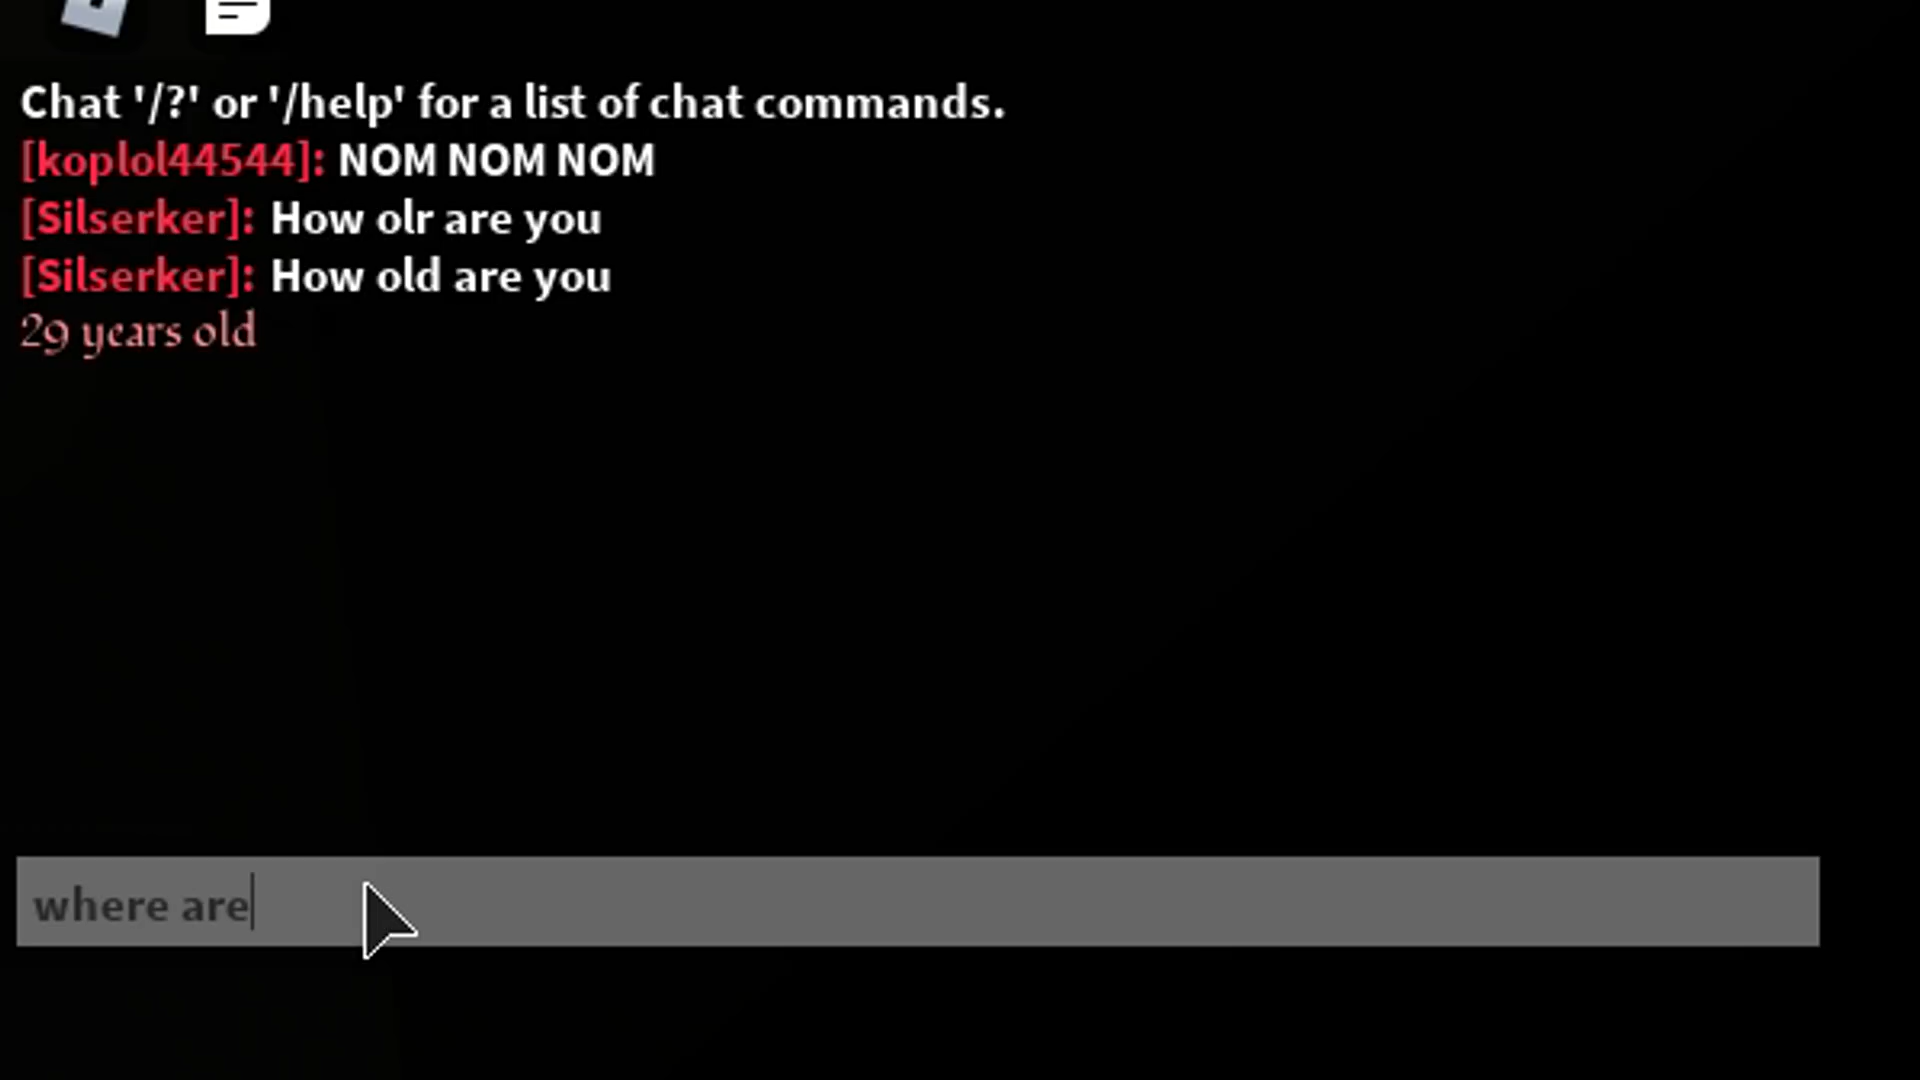 Chat '/?' or '/help' for a list of chat commands.
[koplol44544]: NOM NOM NOM
[Silserker]: How olr are you
[Silserker]: How old are you
29 years old
where are